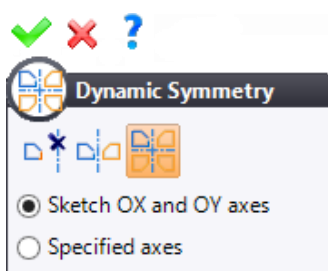 ?
Dynamic Symmetry
Sketch OX and OY axes
Specified axes